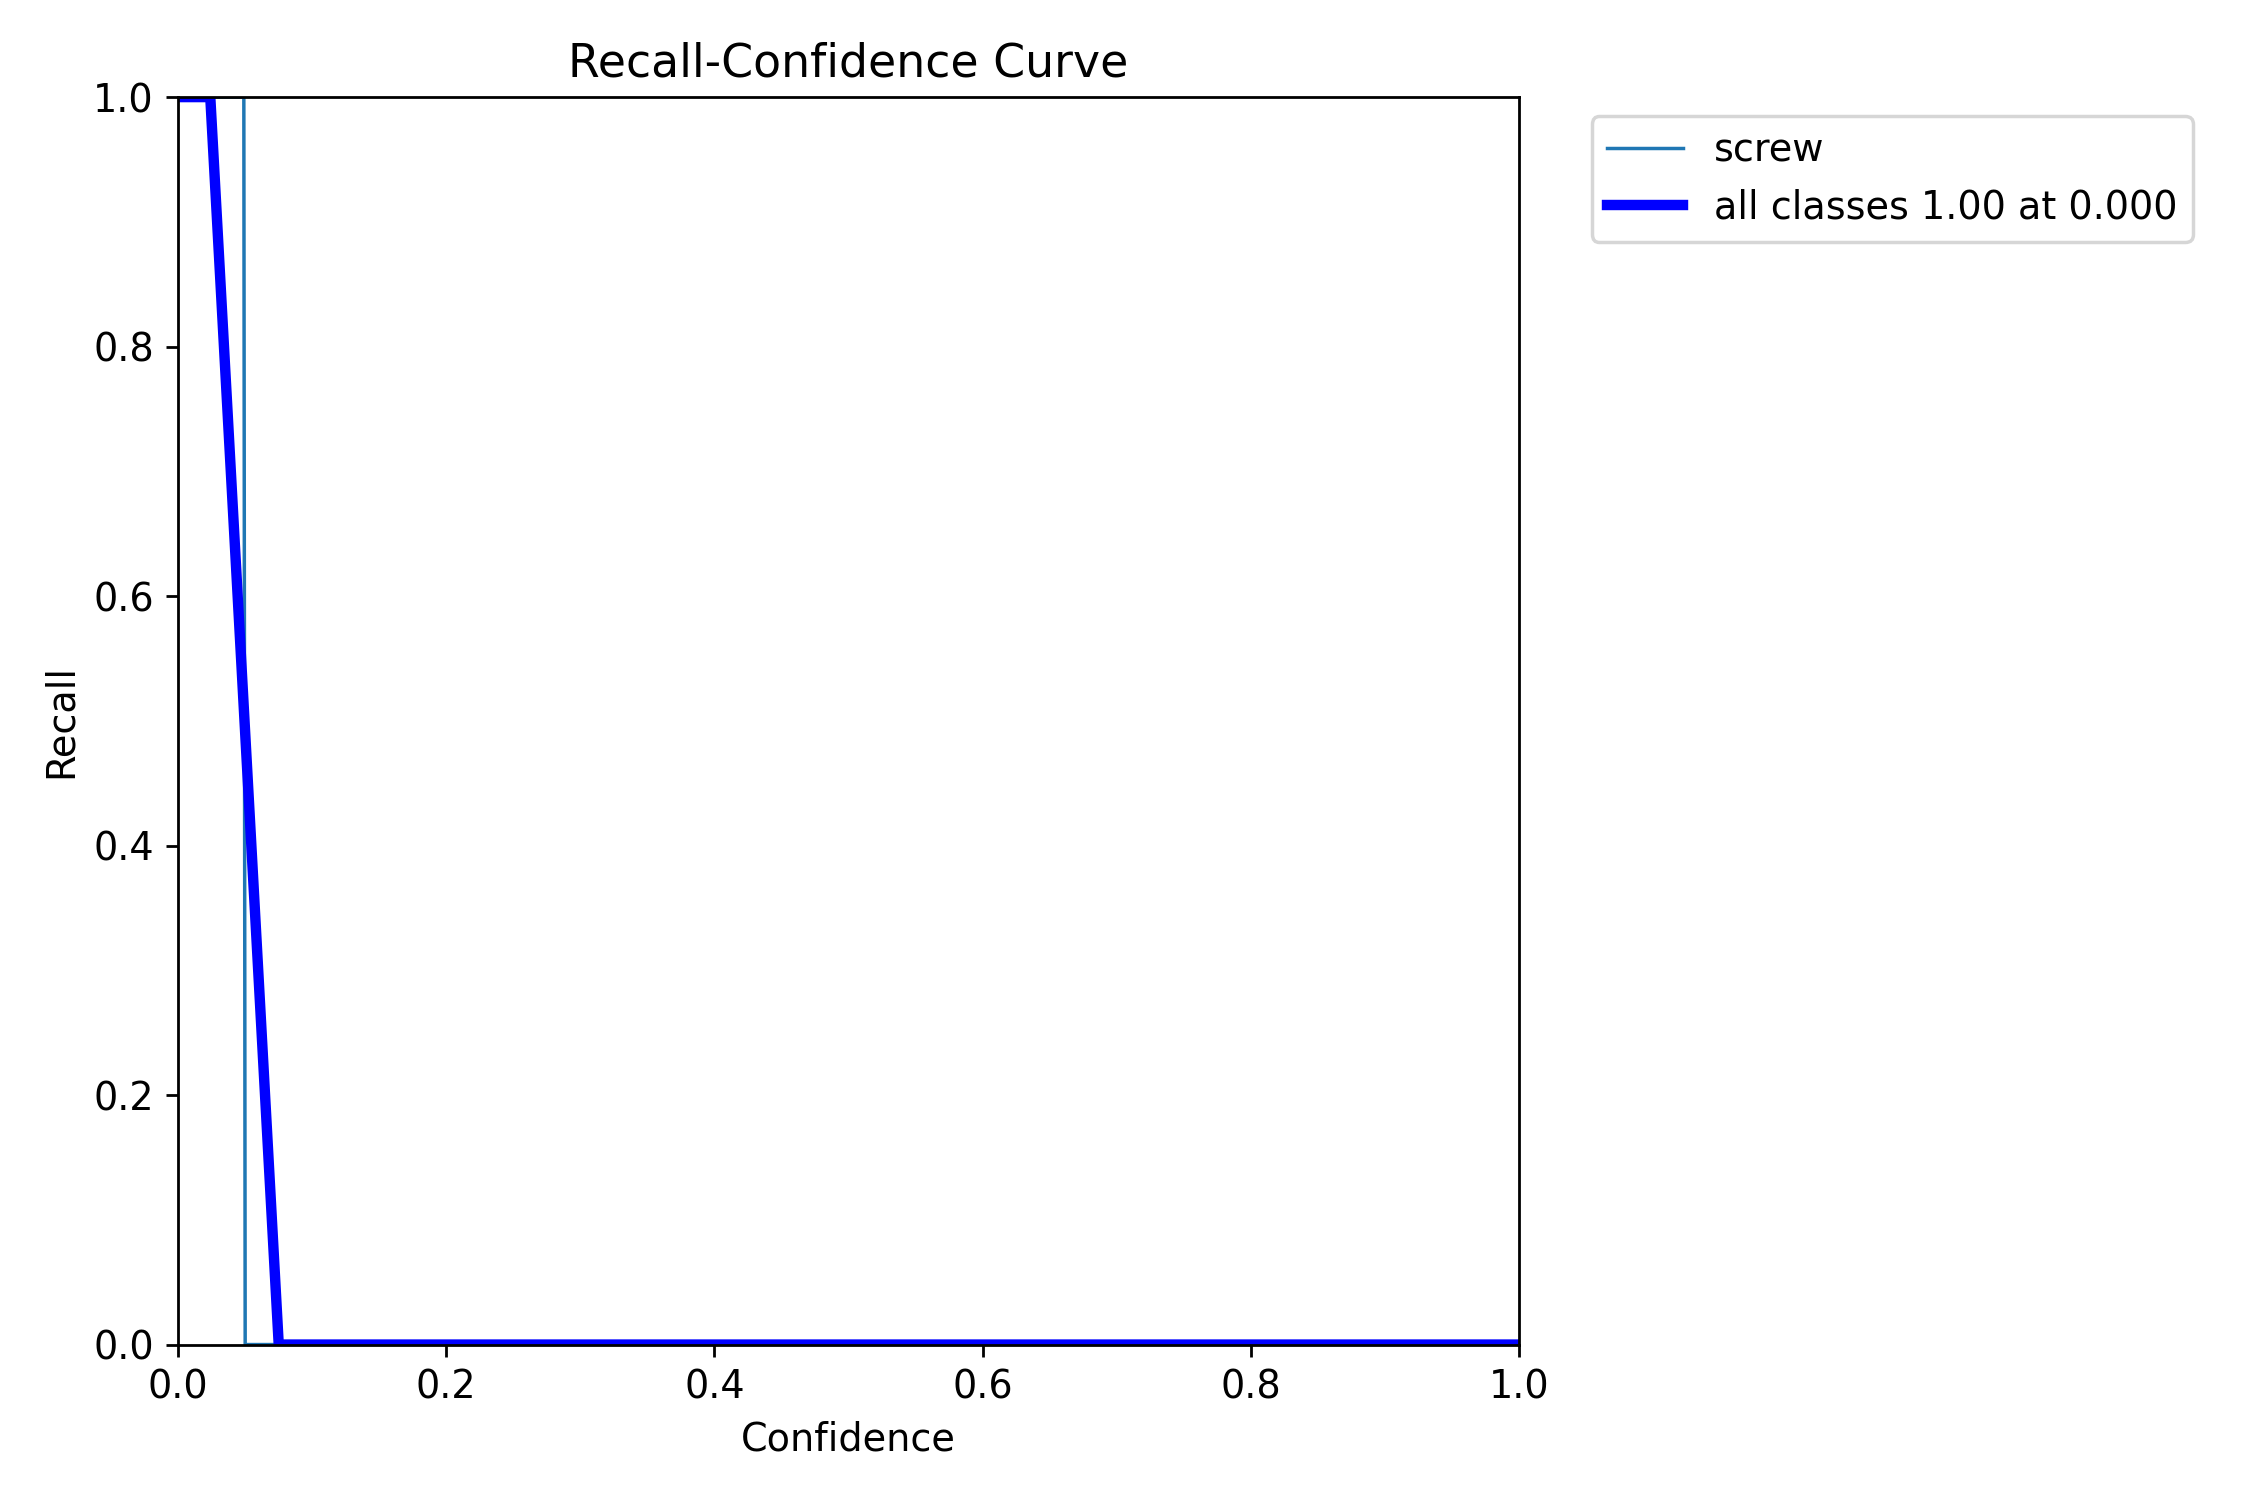 Recall-Confidence Curve
1.0
0.8
0.6
0.4
0.2
0.0
Recall
0.0 0.2 0.4 0.6 0.8 1.0
Confidence
screw
all classes 1.00 at 0.000